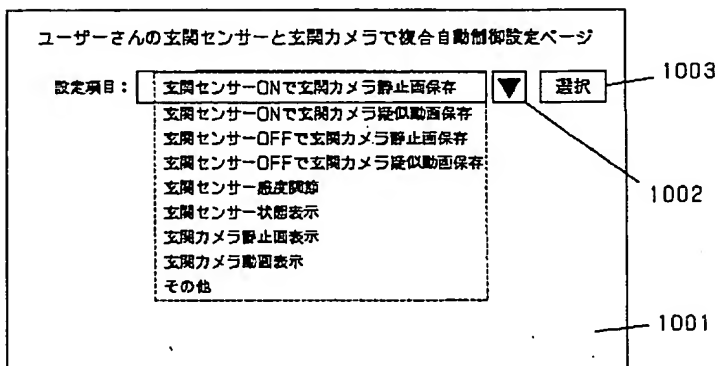 ユーザーさんの玄関センサーと玄関カメラで複合自動制御設定ページ
設定項目： 玄関センサーONで玄関カメラ静止画保存 ▼ 選択 1003
玄関センサーONで玄関カメラ疑似動画保存
玄関センサーOFFで玄関カメラ静止画保存
玄関センサーOFFで玄関カメラ疑似動画保存
玄関センサー感度調節
1002
玄関センサー状態表示
玄関カメラ静止画表示
玄関カメラ動画表示
その他
1001